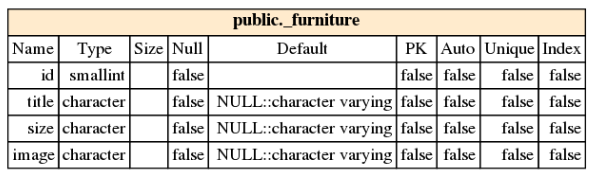 public._furniture
Name Type Size Null Default PK Auto Unique Index
id smallint false false false false false
title character false NULL::character varying false false false false
size character false NULL::character varying false false false false
image character false NULL::character varying false false false false